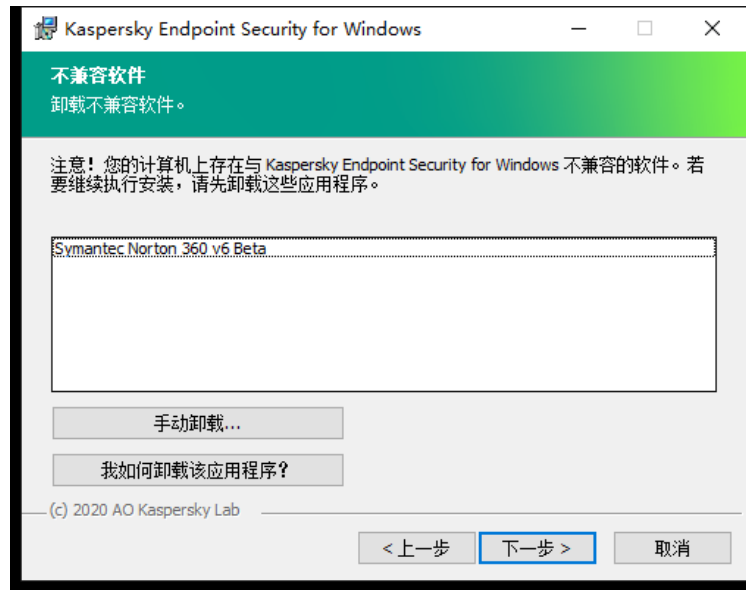 Kaspersky Endpoint Security for Windows
不兼容软件
卸载不兼容软件。
注意！您的计算机上存在与 Kaspersky Endpoint Security for Windows 不兼容的软件。若
要继续执行安装，请先卸载这些应用程序。
Symantec Norton 360 v6 Beta
手动卸载...
我如何卸载该应用程序?
(c) 2020 AO Kaspersky Lab
<上一步 下一步 > 取消